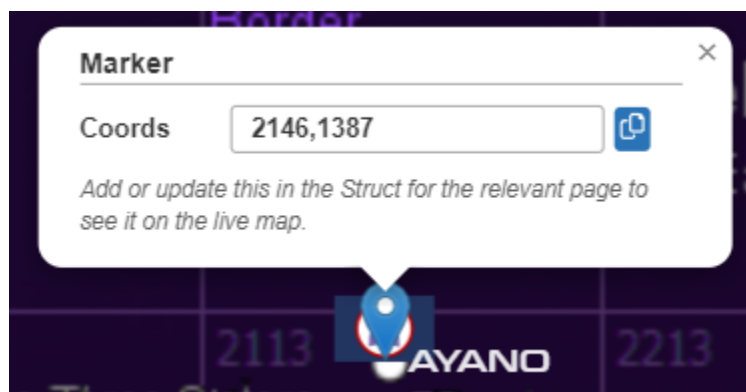 Border
Marker
×
Coords
2146,1387
Add or update this in the Struct for the relevant page to
see it on the live map.
2113
AYANO
2213